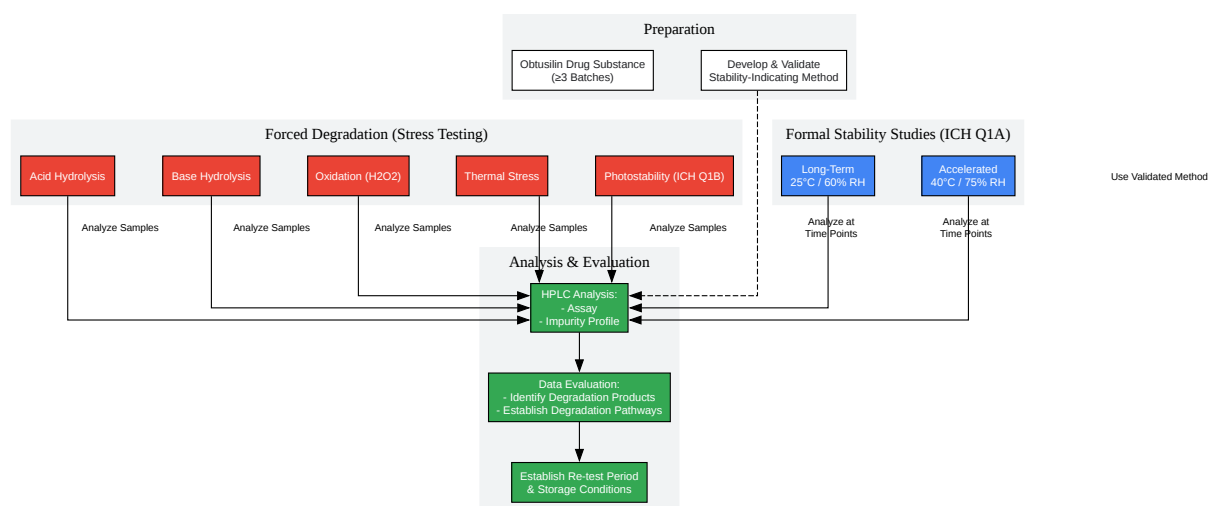 Preparation
Obtusilin Drug Substance
(≥3 Batches)
Develop & Validate
Stability-Indicating Method
Forced Degradation (Stress Testing)
Acid Hydrolysis
Base Hydrolysis
Oxidation (H2O2)
Thermal Stress
Photostability (ICH Q1B)
Formal Stability Studies (ICH Q1A)
Long-Term
25°C / 60% RH
Accelerated
40°C / 75% RH
Use Validated Method
Analyze Samples
Analyze Samples
Analyze Samples
Analyze Samples
Analyze Samples
Analyze at
Time Points
Analyze at
Time Points
Analysis & Evaluation
HPLC Analysis:
- Assay
- Impurity Profile
Data Evaluation:
- Identify Degradation Products
- Establish Degradation Pathways
Establish Re-test Period
& Storage Conditions